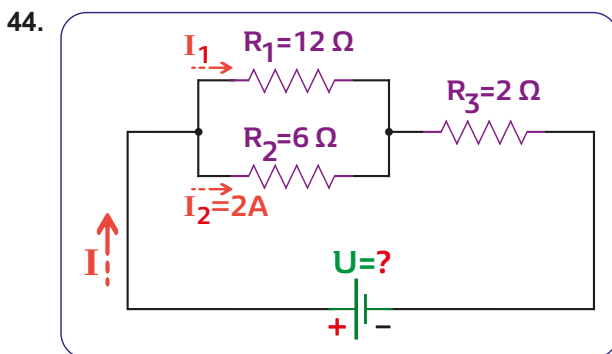 44.
I₁
R₁=12 Ω
R₃=2 Ω
R₂=6 Ω
I₂=2A
I
U=?
+ −